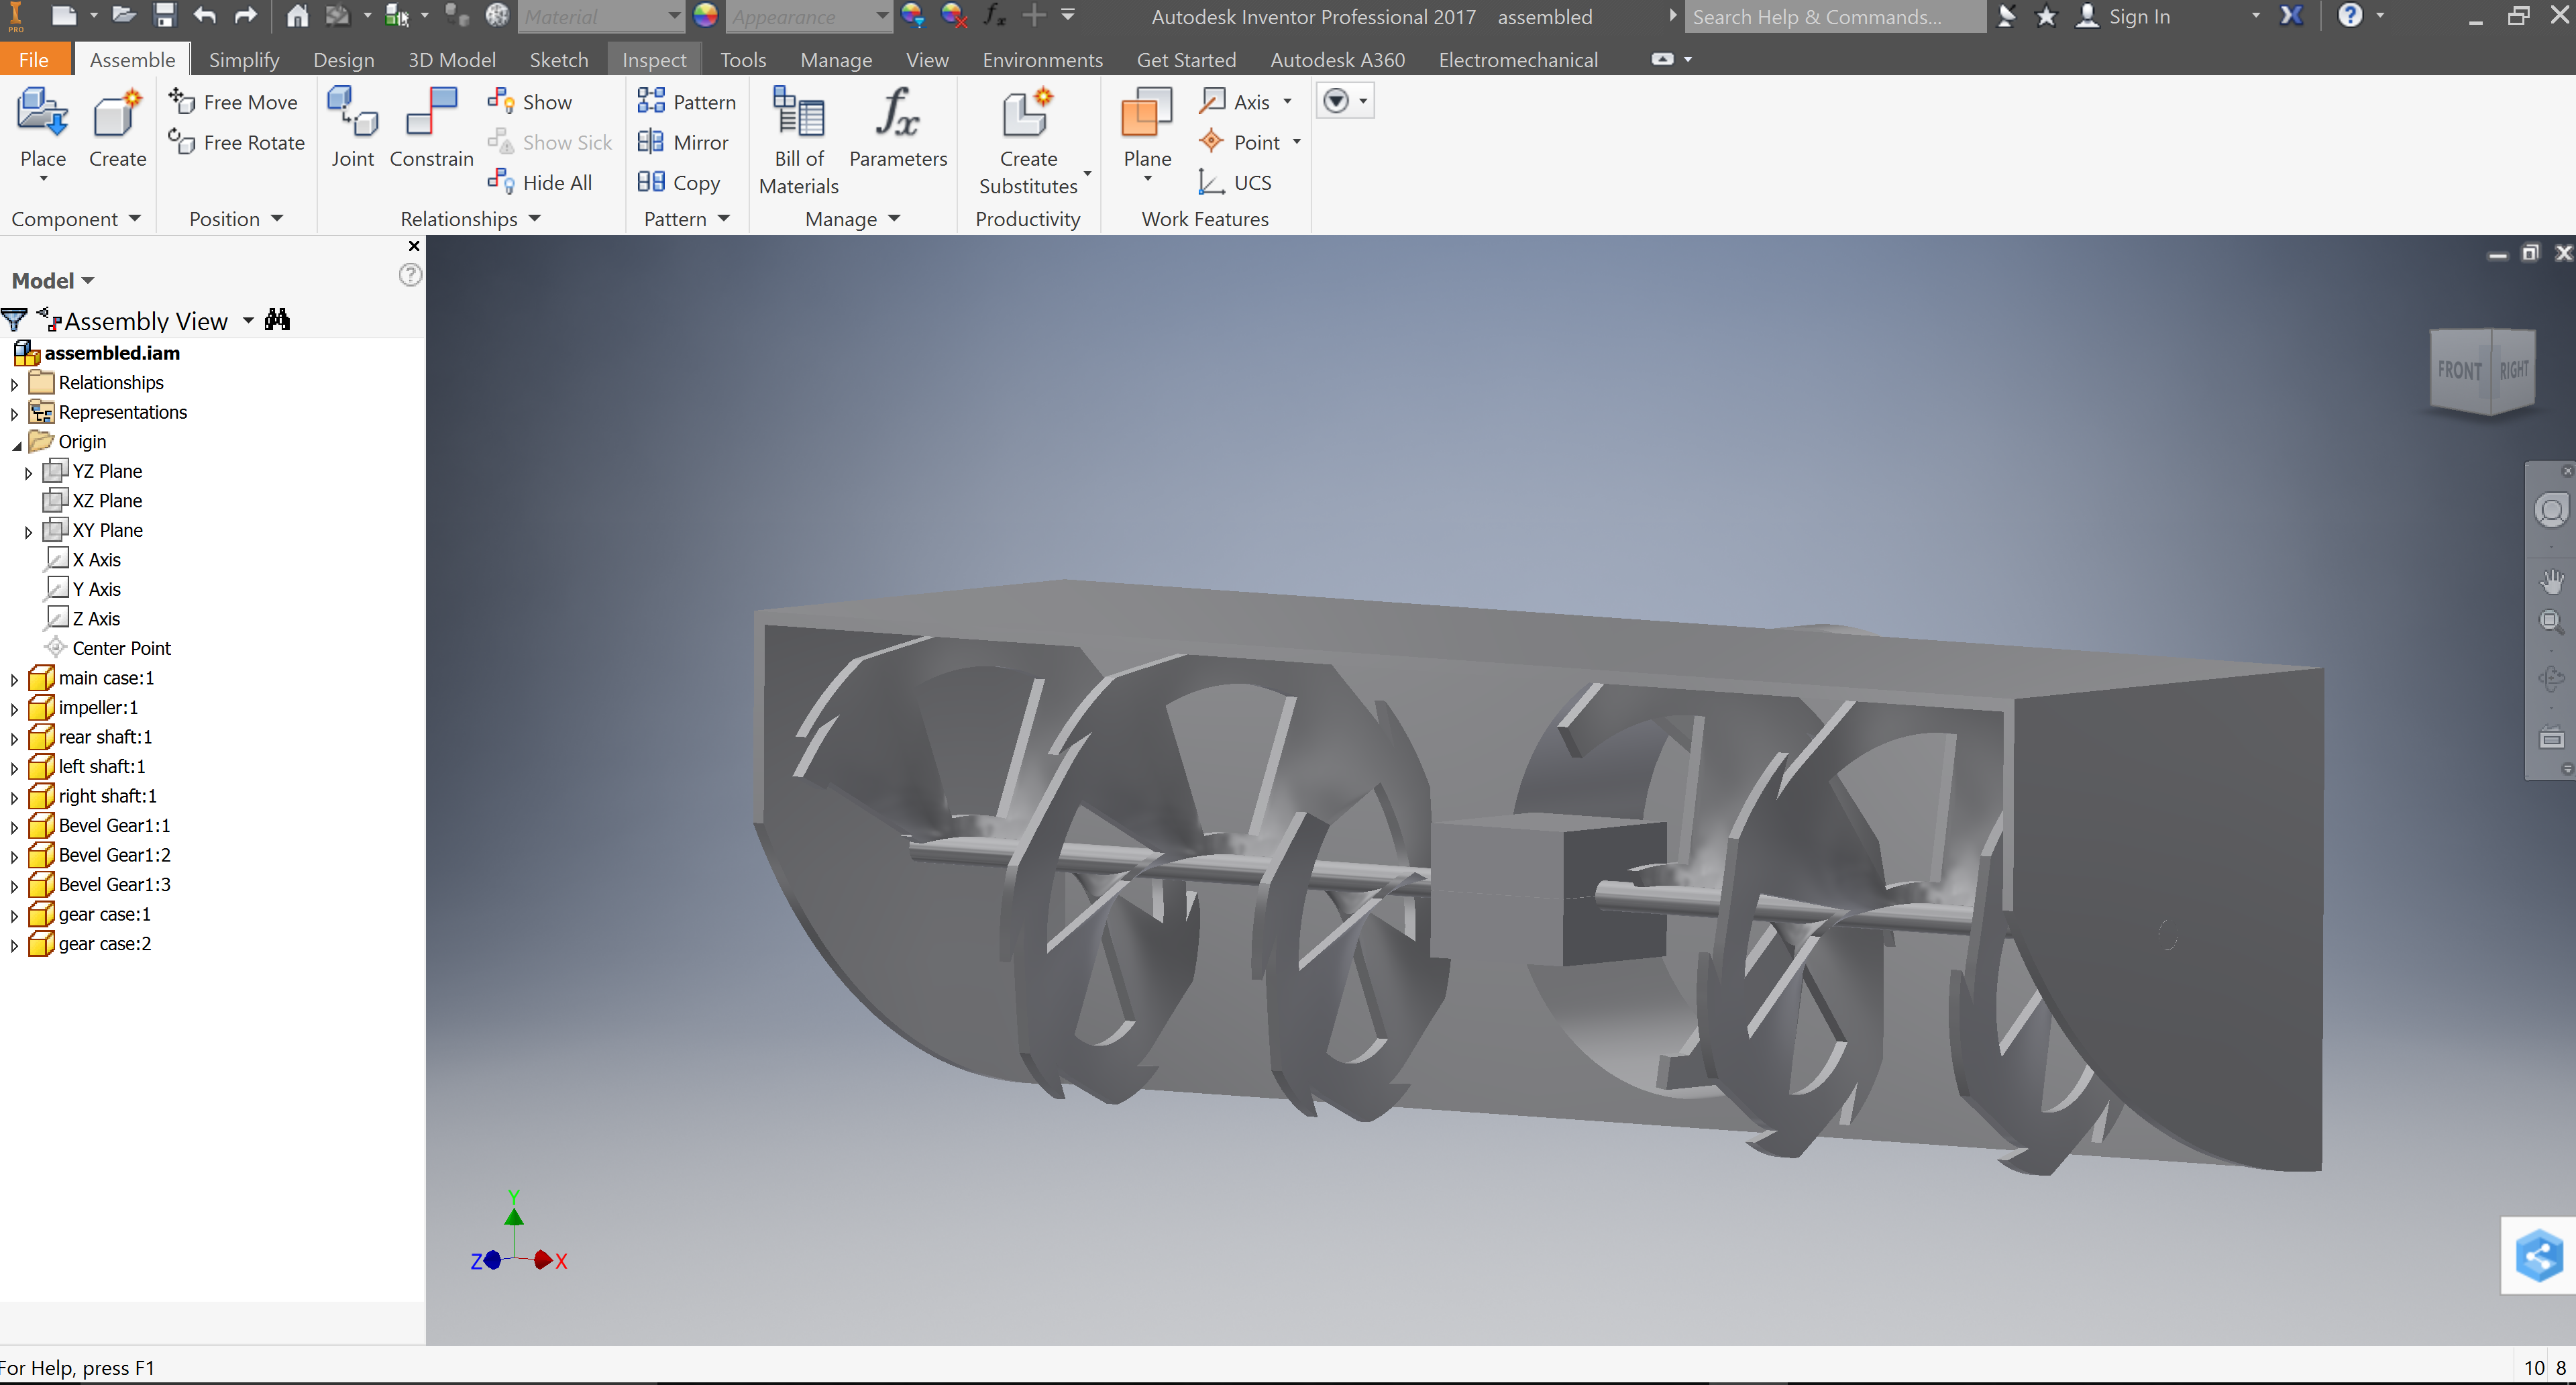 PRO
Material
Appearance
Autodesk Inventor Professional 2017 assembled
Search Help & Commands...
Sign In
File Assemble Simplify Design 3D Model Sketch Inspect Tools Manage View Environments Get Started Autodesk A360 Electromechanical
Place
Create
Free Move
Free Rotate
Joint
Constrain
Show
Show Sick
Hide All
Pattern
Mirror
Copy
Bill of
Materials
fx
Parameters
Create
Substitutes
Plane
Axis
Point
UCS
Component Position Relationships Pattern Manage Productivity Work Features
Model
Assembly View
assembled.iam
Relationships
Representations
Origin
YZ Plane
XZ Plane
XY Plane
X Axis
Y Axis
Z Axis
Center Point
main case:1
impeller:1
rear shaft:1
left shaft:1
right shaft:1
Bevel Gear1:1
Bevel Gear1:2
Bevel Gear1:3
gear case:1
gear case:2
FRONT RIGHT
Y
Z X
For Help, press F1
10 8